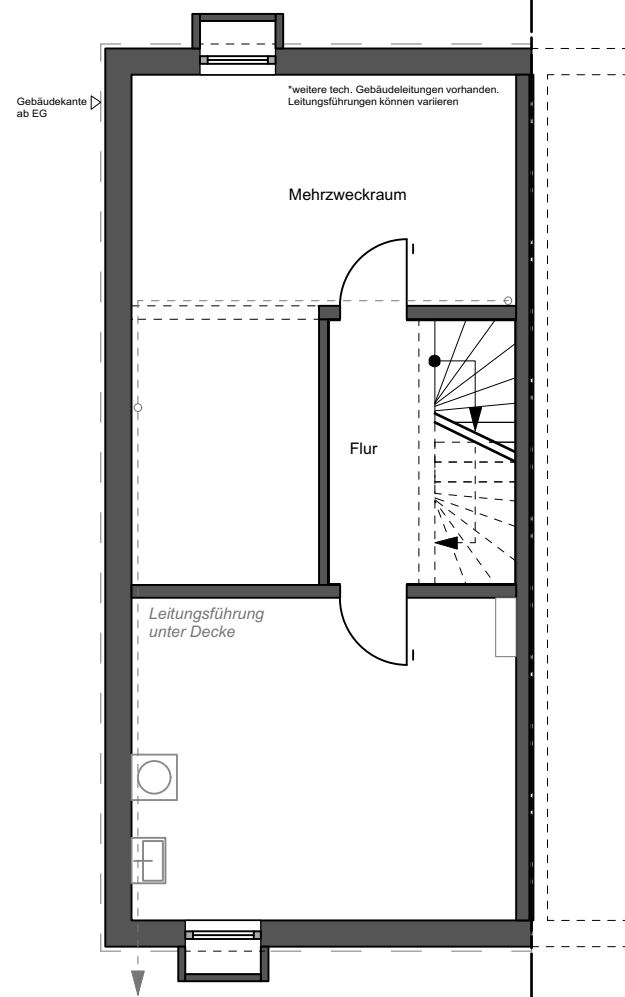 *weitere tech. Gebäudeleitungen vorhanden.
Leitungsführungen können variieren
Gebäudekante
ab EG
Mehrzweckraum
Flur
Leitungsführung
unter Decke